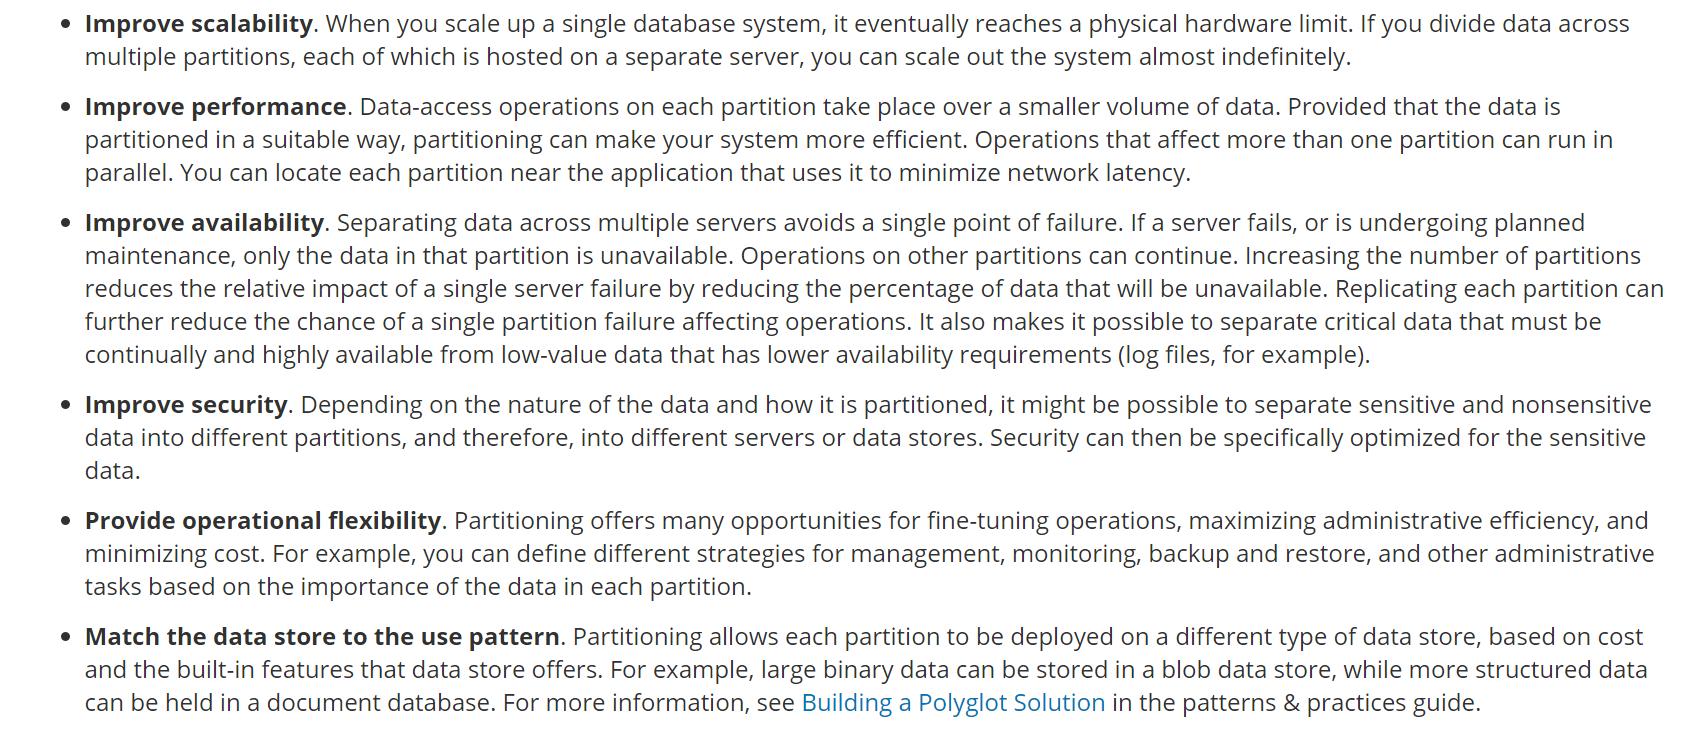 • Improve scalability. When you scale up a single database system, it eventually reaches a physical hardware limit. If you divide data across
multiple partitions, each of which is hosted on a separate server, you can scale out the system almost indefinitely.
• Improve performance. Data-access operations on each partition take place over a smaller volume of data. Provided that the data is
partitioned in a suitable way, partitioning can make your system more efficient. Operations that affect more than one partition can run in
parallel. You can locate each partition near the application that uses it to minimize network latency.
• Improve availability. Separating data across multiple servers avoids a single point of failure. If a server fails, or is undergoing planned
maintenance, only the data in that partition is unavailable. Operations on other partitions can continue. Increasing the number of partitions
reduces the relative impact of a single server failure by reducing the percentage of data that will be unavailable. Replicating each partition can
further reduce the chance of a single partition failure affecting operations. It also makes it possible to separate critical data that must be
continually and highly available from low-value data that has lower availability requirements (log files, for example).
• Improve security. Depending on the nature of the data and how it is partitioned, it might be possible to separate sensitive and nonsensitive
data into different partitions, and therefore, into different servers or data stores. Security can then be specifically optimized for the sensitive
data.
• Provide operational flexibility. Partitioning offers many opportunities for fine-tuning operations, maximizing administrative efficiency, and
minimizing cost. For example, you can define different strategies for management, monitoring, backup and restore, and other administrative
tasks based on the importance of the data in each partition.
• Match the data store to the use pattern. Partitioning allows each partition to be deployed on a different type of data store, based on cost
and the built-in features that data store offers. For example, large binary data can be stored in a blob data store, while more structured data
can be held in a document database. For more information, see Building a Polyglot Solution in the patterns & practices guide.